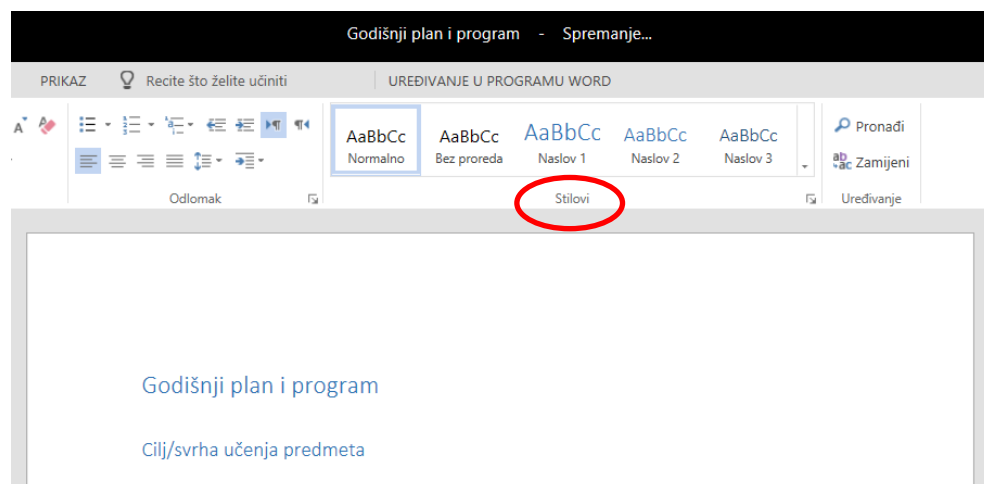 Godišnji plan i program - Spremanje...
PRIKAZ Recite što želite učiniti UREĐIVANJE U PROGRAMU WORD
A AaBbCc AaBbCc AaBbCc AaBbCc AaBbCc Pronađi
Normalno Bez proreda Naslov 1 Naslov 2 Naslov 3 ab ac Zamijeni
Odlomak Stilovi Uređivanje
Godišnji plan i program
Cilj/svrha učenja predmeta